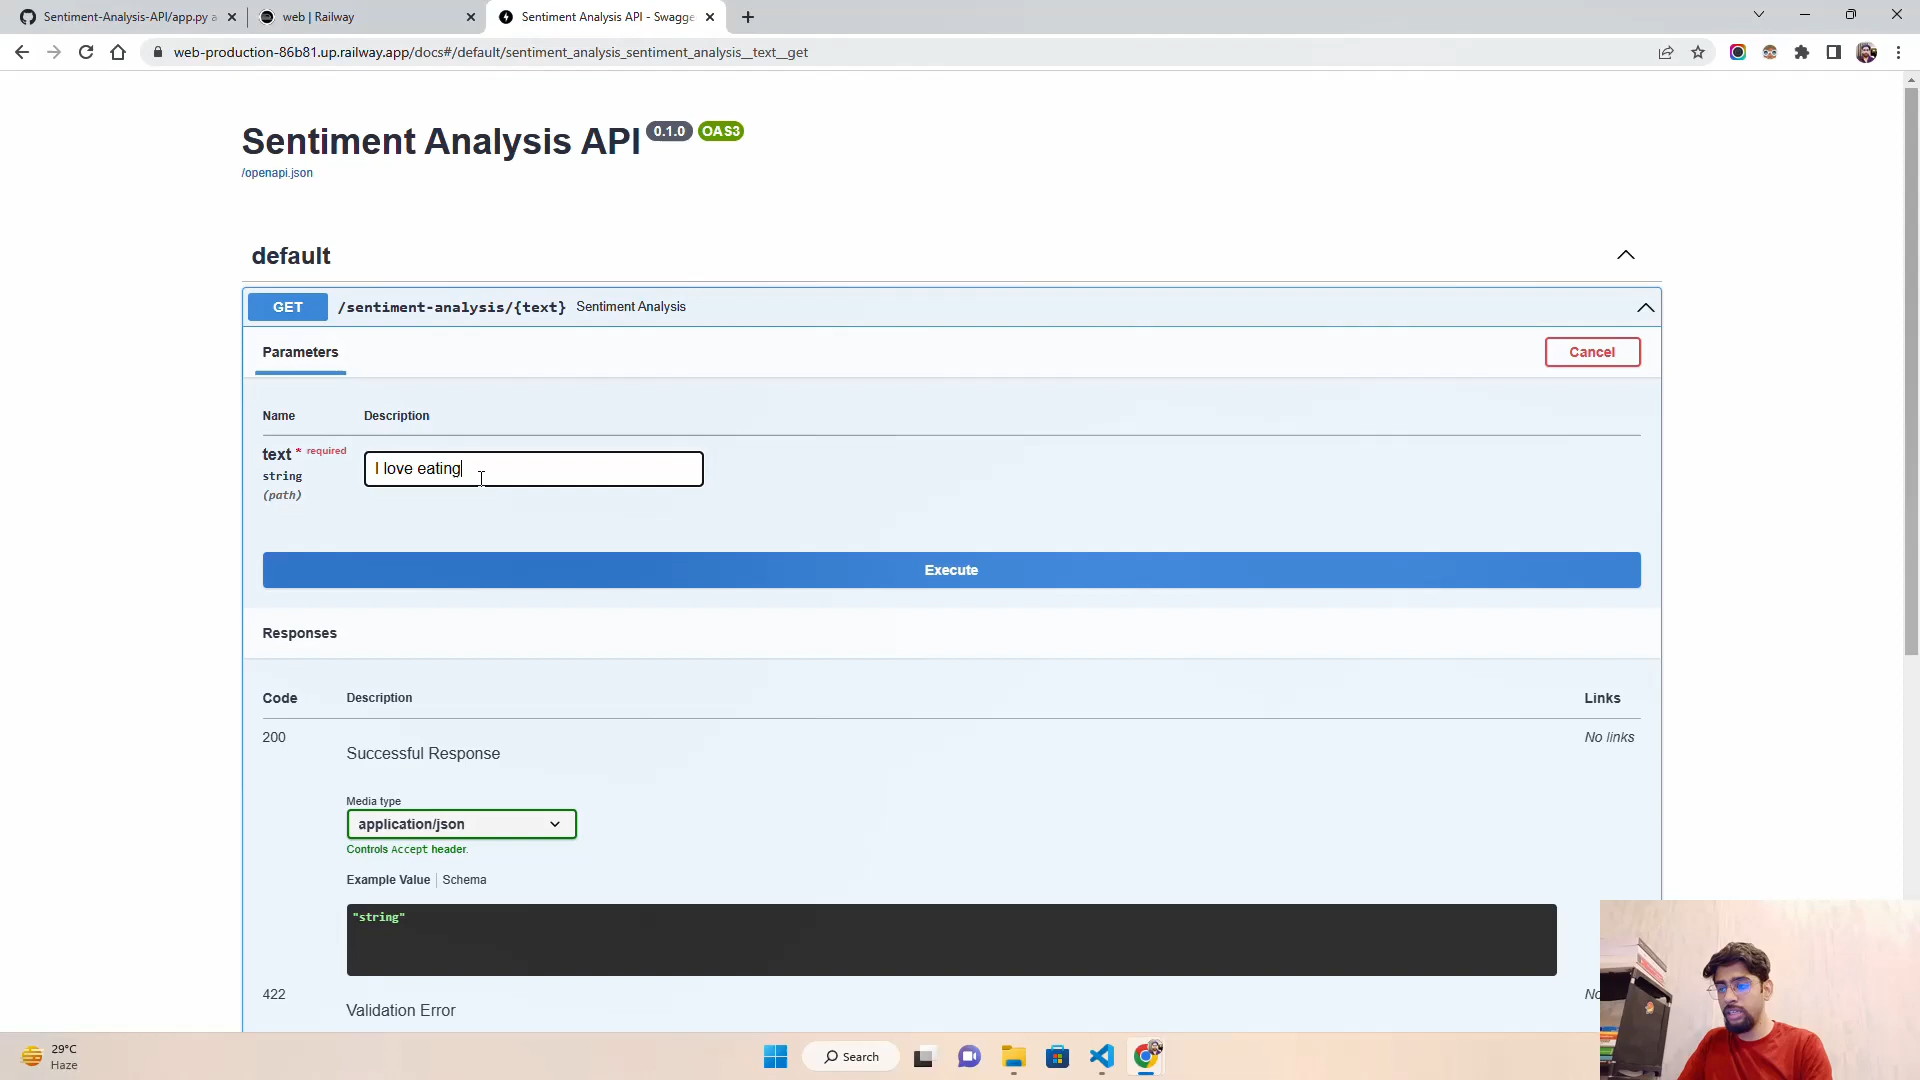 Sentiment-Analysis-API/app.py a
web | Railway
Sentiment Analysis API - Swagge
web-production-86b81.up.railway.app/docs#/default/sentiment_analysis_sentiment_analysis__text__get
Sentiment Analysis API 0.1.0 OAS3
/openapi.json
default
GET /sentiment-analysis/{text} Sentiment Analysis
Parameters
Cancel
Name Description
text * required
string
(path)
I love eating
Execute
Responses
Code Description Links
200 No links
Successful Response
Media type
application/json
Controls Accept header.
Example Value Schema
"string"
422 No
Validation Error
29°C
Haze
Search